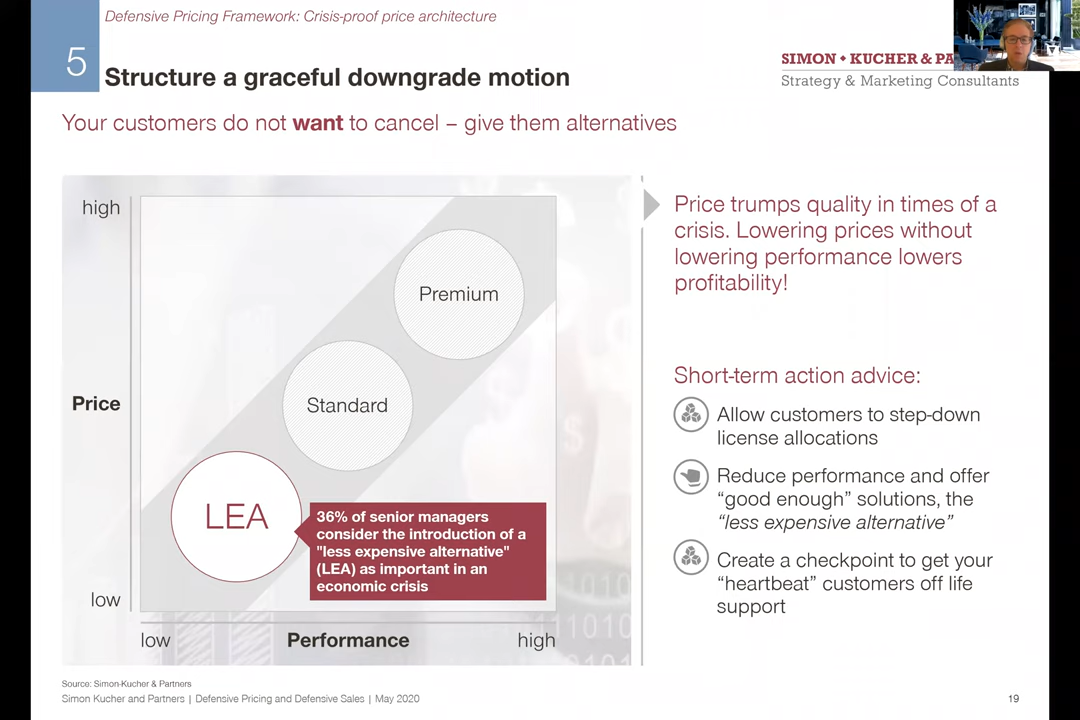 Defensive Pricing Framework: Crisis-proof price architecture
5
Structure a graceful downgrade motion
SIMON • KUCHER & PA
Strategy & Marketing Consultants
Your customers do not want to cancel – give them alternatives
high
Price
low
Premium
Standard
LEA
36% of senior managers
consider the introduction of a
"less expensive alternative"
(LEA) as important in an
economic crisis
low
Performance
high
Price trumps quality in times of a
crisis. Lowering prices without
lowering performance lowers
profitability!
Short-term action advice:
Allow customers to step-down
license allocations
Reduce performance and offer
“good enough” solutions, the
“less expensive alternative”
Create a checkpoint to get your
“heartbeat” customers off life
support
Source: Simon-Kucher & Partners
Simon Kucher and Partners | Defensive Pricing and Defensive Sales | May 2020
19